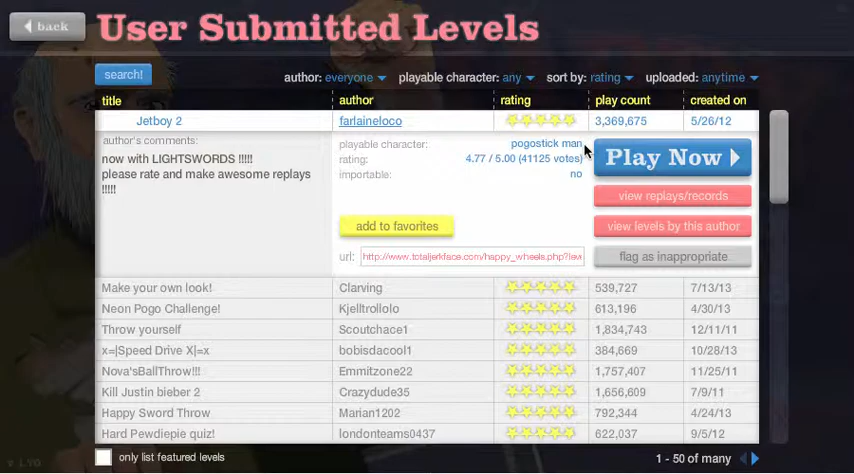 back
User Submitted Levels
search!
author: everyone playable character: any sort by: rating uploaded: anytime
title author rating play count created on
Jetboy 2 farlaineloco 3,369,675 5/26/12
author's comments:
now with LIGHTSWORDS !!!!!
please rate and make awesome replays
!!!!!
playable character: pogostick man
rating: 4.77 / 5.00 (41125 votes)
importable: no
add to favorites
url: http://www.totaljerkface.com/happy_wheels.php?lev
Play Now
view replays/records
view levels by this author
flag as inappropriate
Make your own look! Clarving 539,727 7/13/13
Neon Pogo Challenge! Kjelltrollolo 613,196 4/30/13
Throw yourself Scoutchace1 1,834,743 12/11/11
x=|Speed Drive X|=x bobisdacool1 384,669 10/28/13
Nova'sBallThrow!!! Emmitzone22 1,757,407 11/25/11
Kill Justin bieber 2 Crazydude35 1,656,609 7/9/11
Happy Sword Throw Marian1202 792,344 4/24/13
Hard Pewdiepie quiz! londonteams0437 622,037 9/5/12
only list featured levels
1 - 50 of many